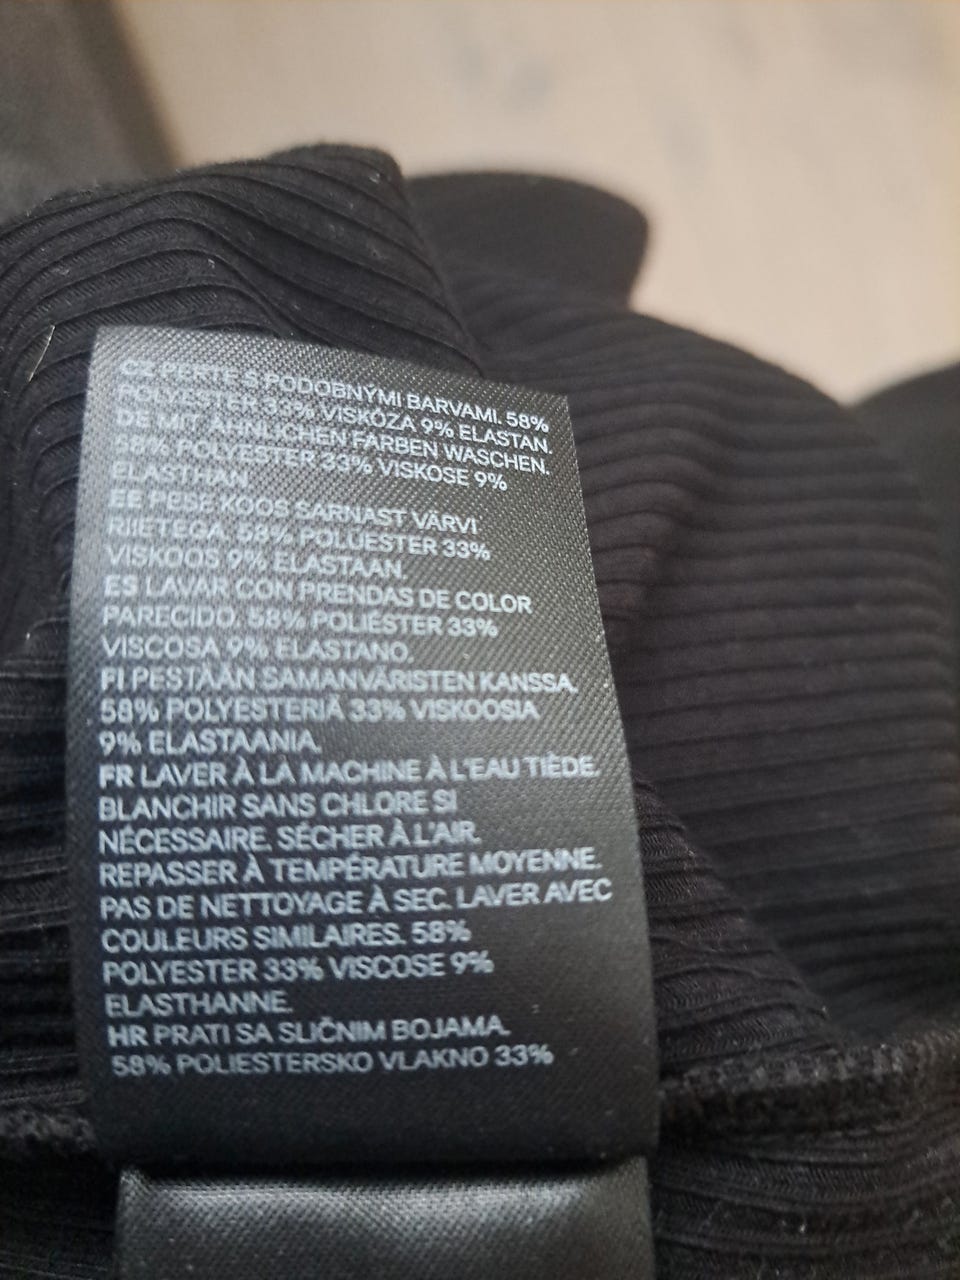 CZ PERTE S PODOBNÝMI BARVAMI. 58%
POLYESTER 33% VISKÓZA 9% ELASTAN.
DE MIT ÄHNLICHEN FARBEN WASCHEN.
58% POLYESTER 33% VISKOSE 9%
ELASTHAN.
EE PESE KOOS SARNAST VÄRVI
RIIETEGA. 58% POLÜESTER 33%
VISKOOS 9% ELASTAAN.
ES LAVAR CON PRENDAS DE COLOR
PARECIDO. 58% POLIÉSTER 33%
VISCOSA 9% ELASTANO.
FI PESTÄÄN SAMANVÄRISTEN KANSSA.
58% POLYESTERIÄ 33% VISKOOSIA
9% ELASTAANIA.
FR LAVER À LA MACHINE À L'EAU TIÈDE.
BLANCHIR SANS CHLORE SI
NÉCESSAIRE. SÉCHER À L'AIR.
REPASSER À TEMPÉRATURE MOYENNE.
PAS DE NETTOYAGE À SEC. LAVER AVEC
COULEURS SIMILAIRES. 58%
POLYESTER 33% VISCOSE 9%
ELASTHANNE.
HR PRATI SA SLIČNIM BOJAMA.
58% POLIESTERSKO VLAKNO 33%